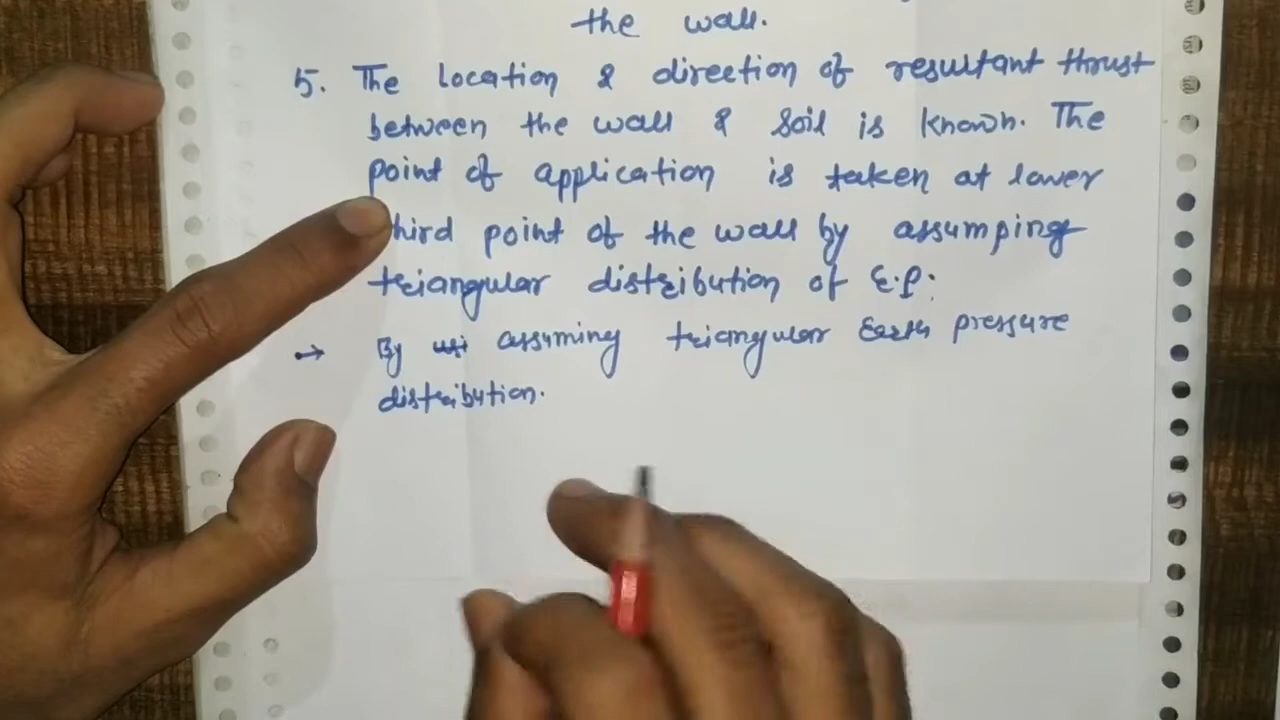 the wall.
5. The location & direction of resultant thrust
between the wall & soil is known. The
point of application is taken at lower
third point of the wall by assumping
triangular distribution of E.P.
→ By assuming triangular Earth pressure
distribution.